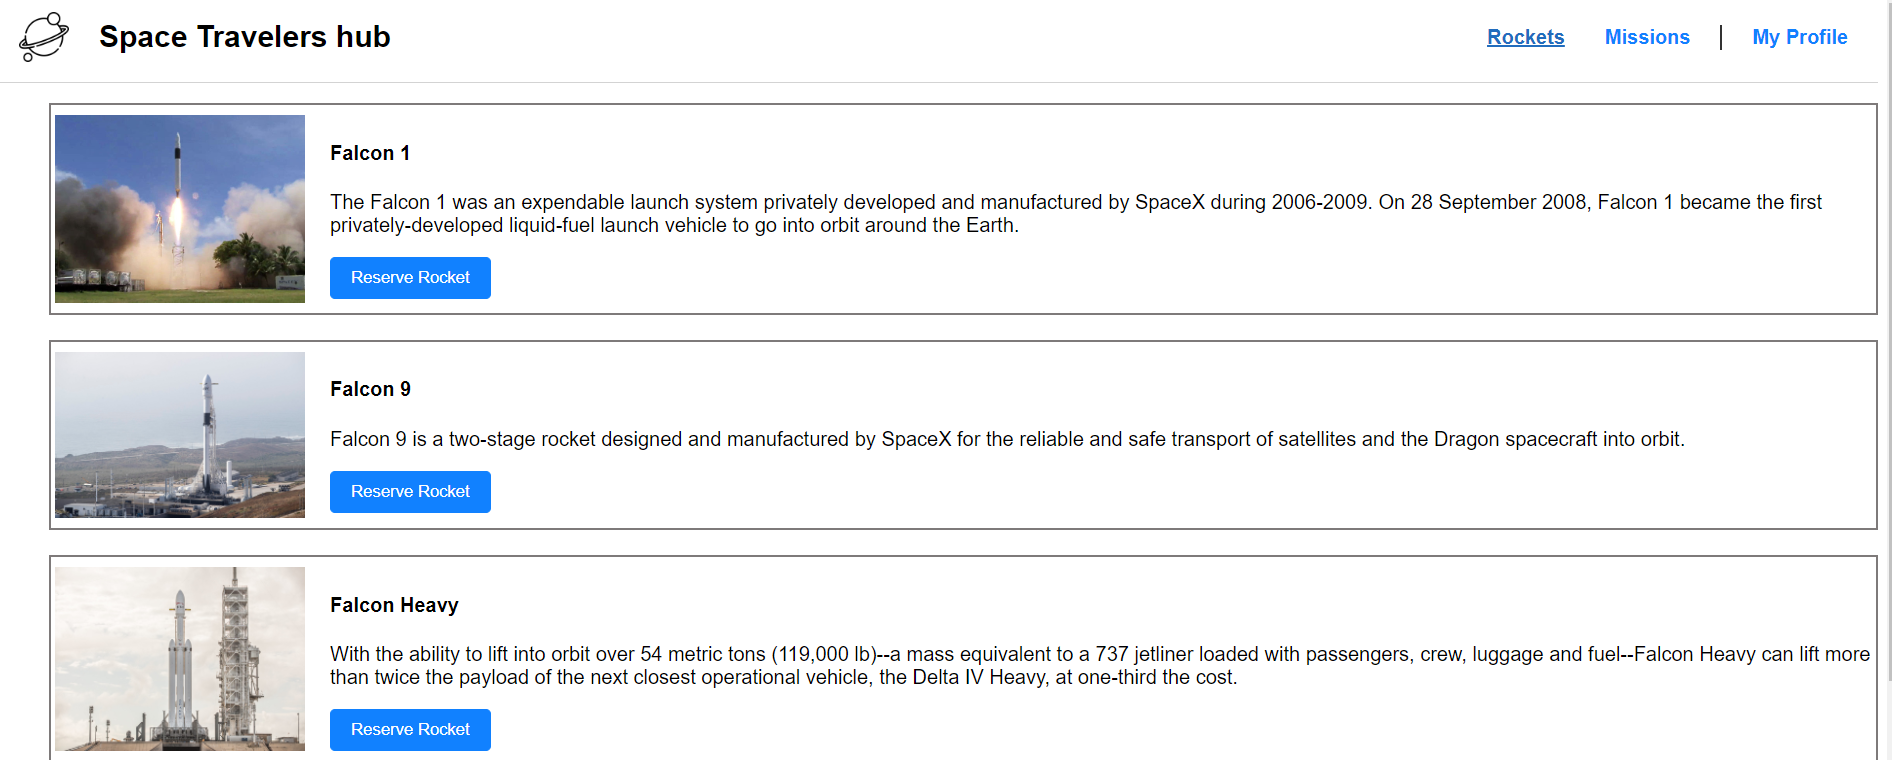 Space Travelers hub
Rockets
Missions
My Profile
Falcon 1
The Falcon 1 was an expendable launch system privately developed and manufactured by SpaceX during 2006-2009. On 28 September 2008, Falcon 1 became the first
privately-developed liquid-fuel launch vehicle to go into orbit around the Earth.
Reserve Rocket
Falcon 9
Falcon 9 is a two-stage rocket designed and manufactured by SpaceX for the reliable and safe transport of satellites and the Dragon spacecraft into orbit.
Reserve Rocket
Falcon Heavy
With the ability to lift into orbit over 54 metric tons (119,000 lb)--a mass equivalent to a 737 jetliner loaded with passengers, crew, luggage and fuel--Falcon Heavy can lift more
than twice the payload of the next closest operational vehicle, the Delta IV Heavy, at one-third the cost.
Reserve Rocket